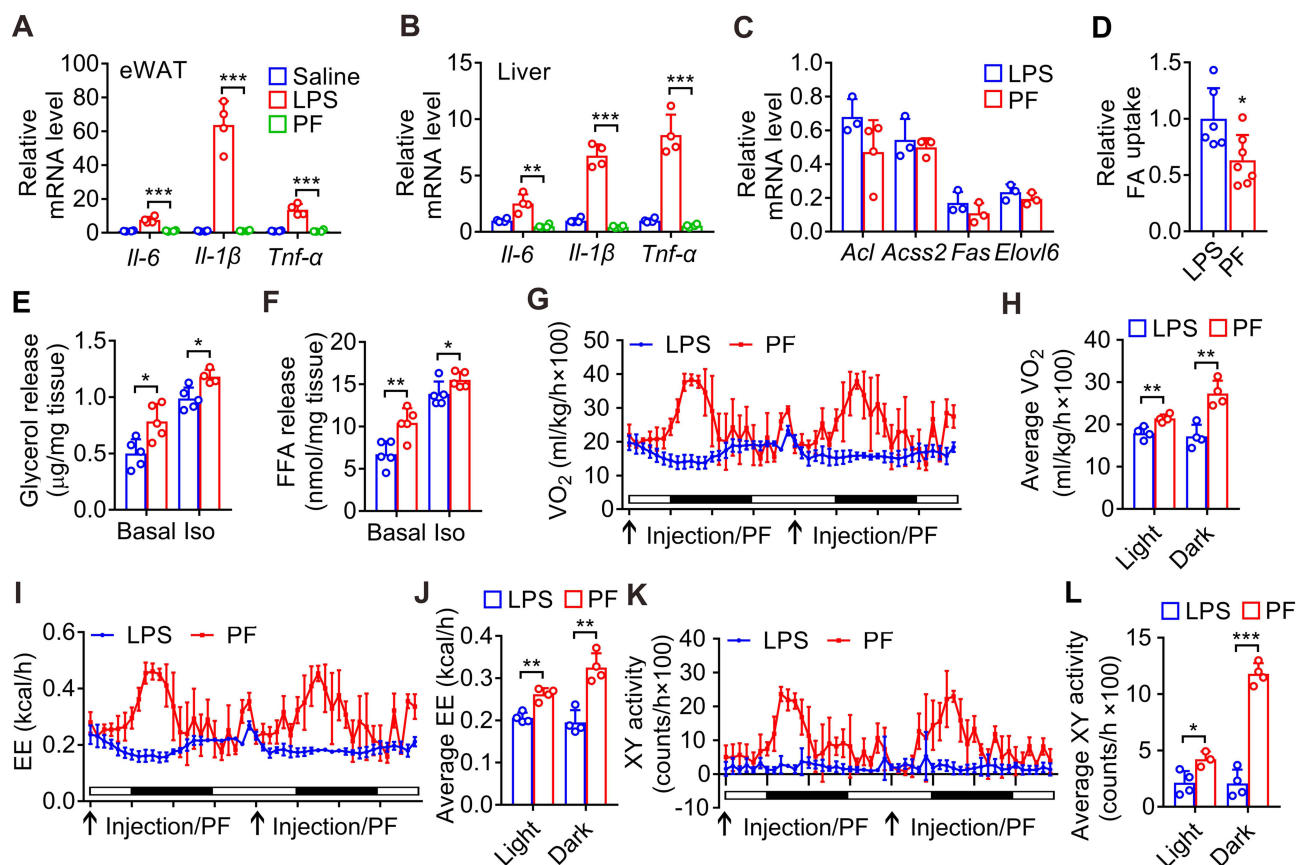 A
eWAT
Relative
mRNA level
100
80
60
40
20
0
Saline
LPS
PF
***
***
***
Il-6
Il-1β
Tnf-α
B
Liver
Relative
mRNA level
15
12
9
6
3
0
**
***
***
Il-6
Il-1β
Tnf-α
C
Relative
mRNA level
1.0
0.8
0.6
0.4
0.2
0.0
LPS
PF
Acl Acss2 Fas Elovl6
D
Relative
FA uptake
1.5
1.0
0.5
0.0
*
LPS
PF
E
Glycerol release
(µg/mg tissue)
1.5
1.0
0.5
0.0
*
*
Basal Iso
F
FFA release
(nmol/mg tissue)
20
15
10
5
0
**
*
Basal Iso
G
VO2 (ml/kg/h×100)
50
40
30
20
10
0
LPS
PF
↑ Injection/PF
↑ Injection/PF
H
LPS PF
Average VO2
(ml/kg/h×100)
40
30
20
10
0
**
**
Light
Dark
I
EE (kcal/h)
0.6
0.4
0.2
0.0
LPS
PF
↑ Injection/PF
↑ Injection/PF
J
LPS PF
Average EE (kcal/h)
0.4
0.3
0.2
0.1
0.0
**
**
Light
Dark
K
XY activity
(counts/h×100)
40
30
20
10
0
-10
LPS
PF
↑ Injection/PF
↑ Injection/PF
L
LPS PF
Average XY activity
(counts/h ×100)
15
10
5
0
*
***
Light
Dark